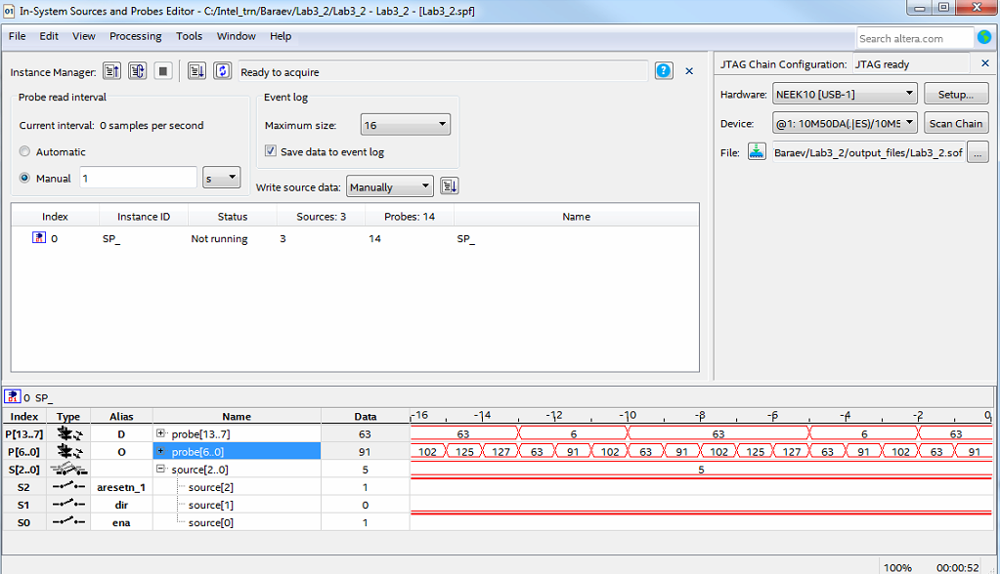 In-System Sources and Probes Editor - C:/Intel_trn/Baraev/Lab3_2/Lab3_2 - Lab3_2 - [Lab3_2.spf]
File Edit View Processing Tools Window Help
Search altera.com
Instance Manager: Ready to acquire
JTAG Chain Configuration: JTAG ready
Probe read interval
Event log
Hardware: NEEK10 [USB-1] Setup...
Current interval: 0 samples per second
Maximum size: 16
Device: @1: 10M50DA(.|ES)/10M5 Scan Chain
Automatic
Save data to event log
File: Baraev/Lab3_2/output_files/Lab3_2.sof ...
Manual 1 s
Write source data: Manually
Index Instance ID Status Sources: 3 Probes: 14 Name
0 SP_ Not running 3 14 SP_
0 SP_
Index Type Alias Name Data -16 -14 -12 -10 -8 -6 -4 -2 0
P[13..7] D probe[13..7] 63 63 6 63 6 63
P[6..0] O probe[6..0] 91 102 125 127 63 91 102 63 91 102 125 127 63 91 102 63 91
S[2..0] source[2..0] 5 5
S2 aresetn_1 source[2] 1
S1 dir source[1] 0
S0 ena source[0] 1
100% 00:00:52